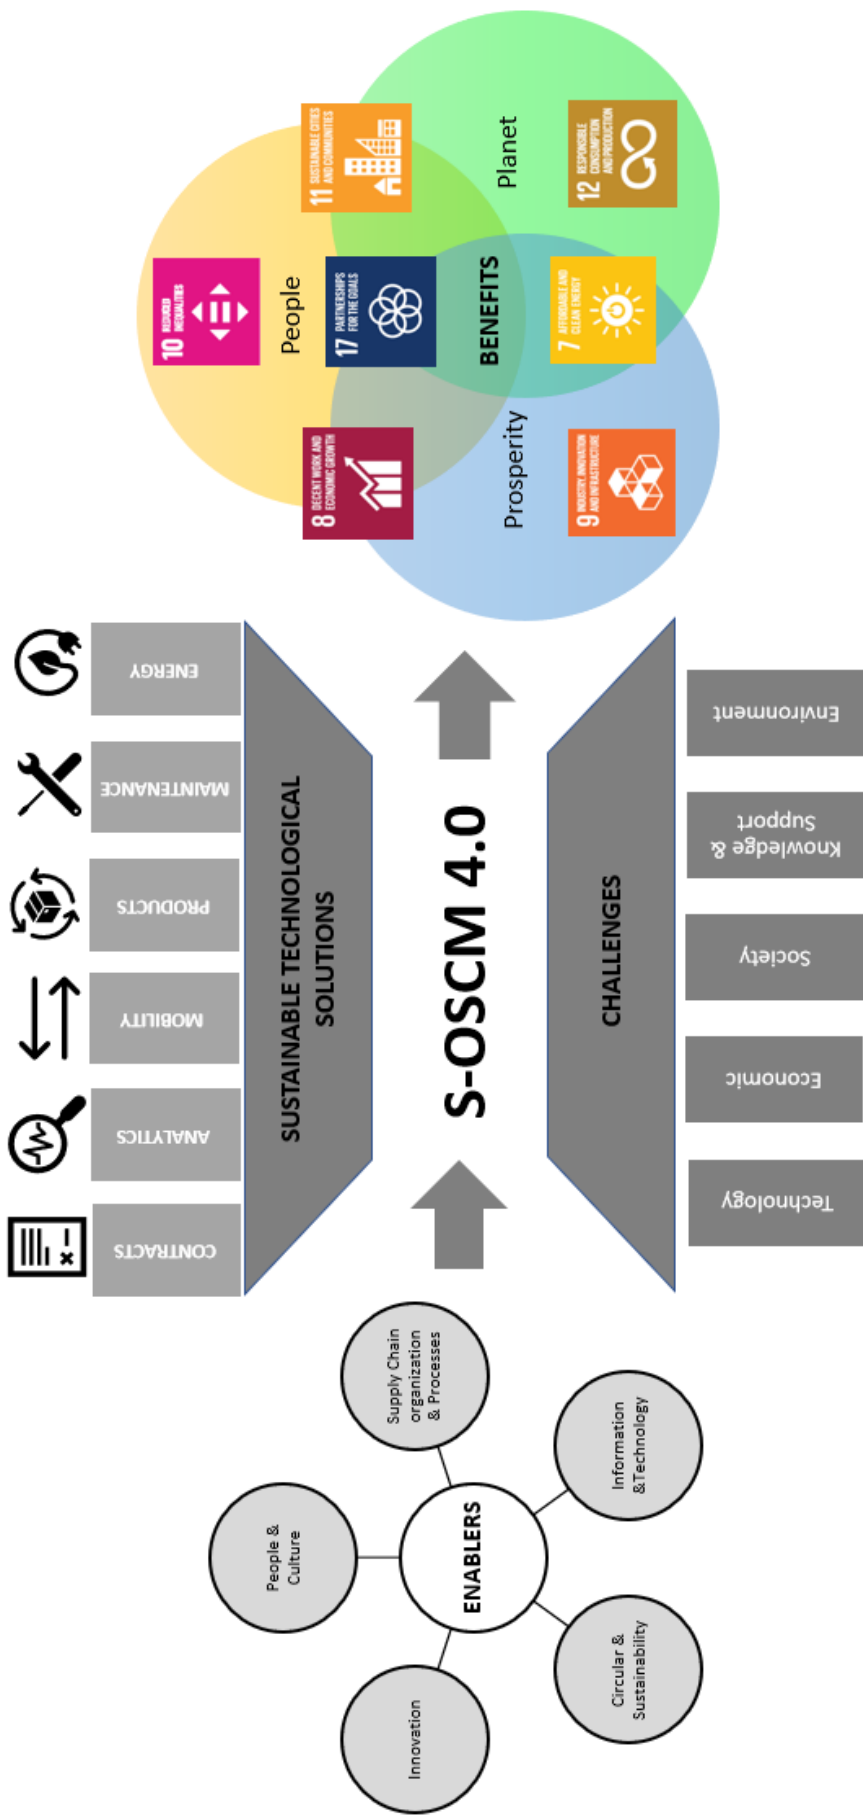 People &
Culture
Innovation
Supply Chain
organization
& Processes
ENABLERS
Circular &
Sustainability
Information
&Technology
CONTRACTS
ANALYTICS
MOBILITY
PRODUCTS
MAINTENANCE
ENERGY
SUSTAINABLE TECHNOLOGICAL
SOLUTIONS
S-OSCM 4.0
CHALLENGES
Technology
Economic
Society
Knowledge &
Support
Environment
10 REDUCED
INEQUALITIES
People
8 DECENT WORK AND
ECONOMIC GROWTH
17 PARTNERSHIPS
FOR THE GOALS
11 SUSTAINABLE CITIES
AND COMMUNITIES
Prosperity
BENEFITS
Planet
9 INDUSTRY, INNOVATION
AND INFRASTRUCTURE
7 AFFORDABLE AND
CLEAN ENERGY
12 RESPONSIBLE
CONSUMPTION
AND PRODUCTION